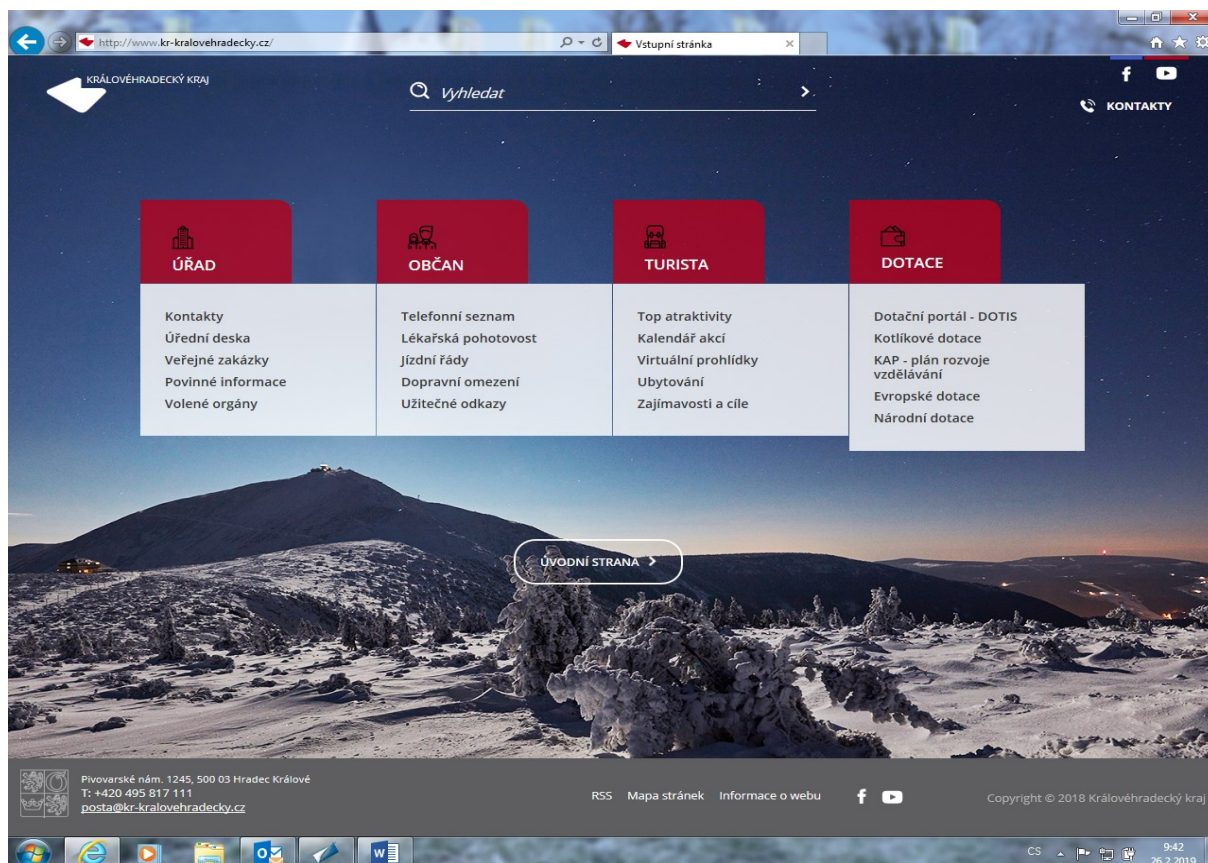 http://www.kr-kralovehradecky.cz/
Vstupní stránka
KRÁLOVÉHRADECKÝ KRAJ
Vyhledat
KONTAKTY
ÚŘAD
Kontakty
Úřední deska
Veřejné zakázky
Povinné informace
Volené orgány
OBČAN
Telefonní seznam
Lékařská pohotovost
Jízdní řády
Dopravní omezení
Užitečné odkazy
TURISTA
Top atraktivity
Kalendář akcí
Virtuální prohlídky
Ubytování
Zajímavosti a cíle
DOTACE
Dotační portál - DOTIS
Kotlíkové dotace
KAP - plán rozvoje
vzdělávání
Evropské dotace
Národní dotace
ÚVODNÍ STRANA
Pivovarské nám. 1245, 500 03 Hradec Králové
T: +420 495 817 111
posta@kr-kralovehradecky.cz
RSS Mapa stránek Informace o webu
Copyright © 2018 Královéhradecký kraj
CS
9:42
26.2.2019